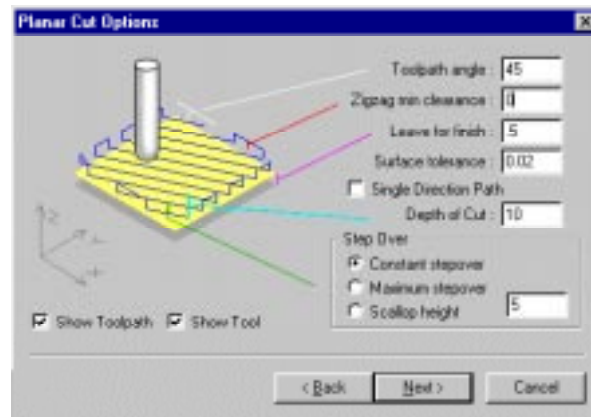 Planar Cut Options
Toolpath angle : 45
Zigzag min clearance : 0
Leave for finish : .5
Surface tolerance : 0.02
Single Direction Path
Depth of Cut : 10
Step Over
Constant stepover
Maximum stepover
Scallop height
5
Show Toolpath
Show Tool
Z
Y
X
< Back
Next >
Cancel